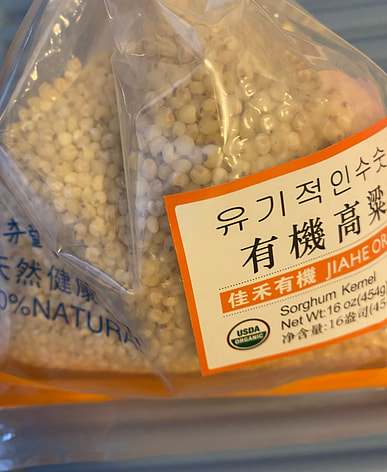 天然健康
0%NATURA
유기적인수숫
有機高粱
佳禾有機 JIAHE OR
Sorghum Kernel
Net Wt:16 oz(454g)
净含量:16盎司(45
USDA
ORGANIC